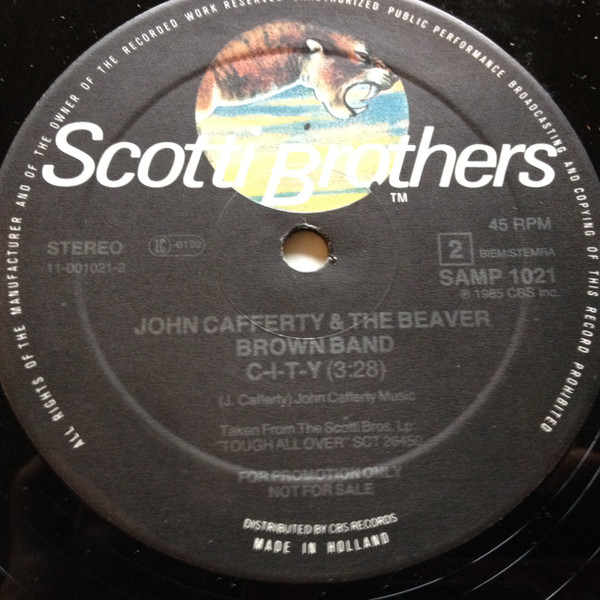 ALL RIGHTS OF THE MANUFACTURER AND OF THE OWNER OF THE RECORDED WORK RESERVED UNAUTHORIZED PUBLIC PERFORMANCE BROADCASTING AND COPYING OF THIS RECORD PROHIBITED
Scotti Brothers
TM
STEREO LC-0199
11-001021-2
45 RPM
2 BIEM/STEMRA
SAMP 1021
℗ 1985 CBS Inc.
JOHN CAFFERTY & THE BEAVER
BROWN BAND
C-I-T-Y (3:28)
(J. Cafferty) John Cafferty Music
Taken From The Scotti Bros. Lp:
"TOUGH ALL OVER" SCT 26450
FOR PROMOTION ONLY
NOT FOR SALE
DISTRIBUTED BY CBS RECORDS
MADE IN HOLLAND